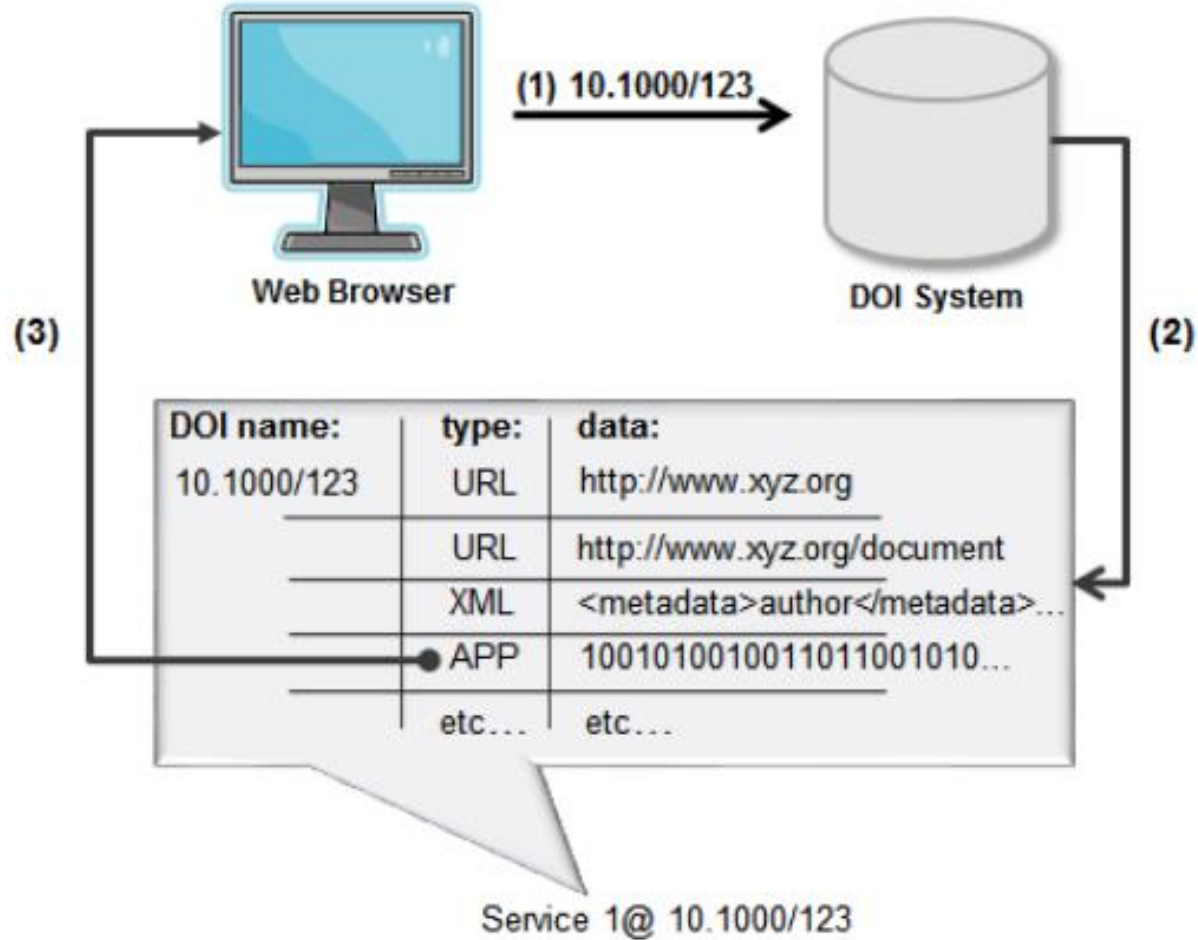 (1) 10.1000/123
Web Browser
DOI System
(3)
(2)
DOI name: type: data:
10.1000/123 URL http://www.xyz.org
URL http://www.xyz.org/document
XML <metadata>author</metadata>...
APP 1001010010011011001010...
etc... etc...
Service 1@ 10.1000/123